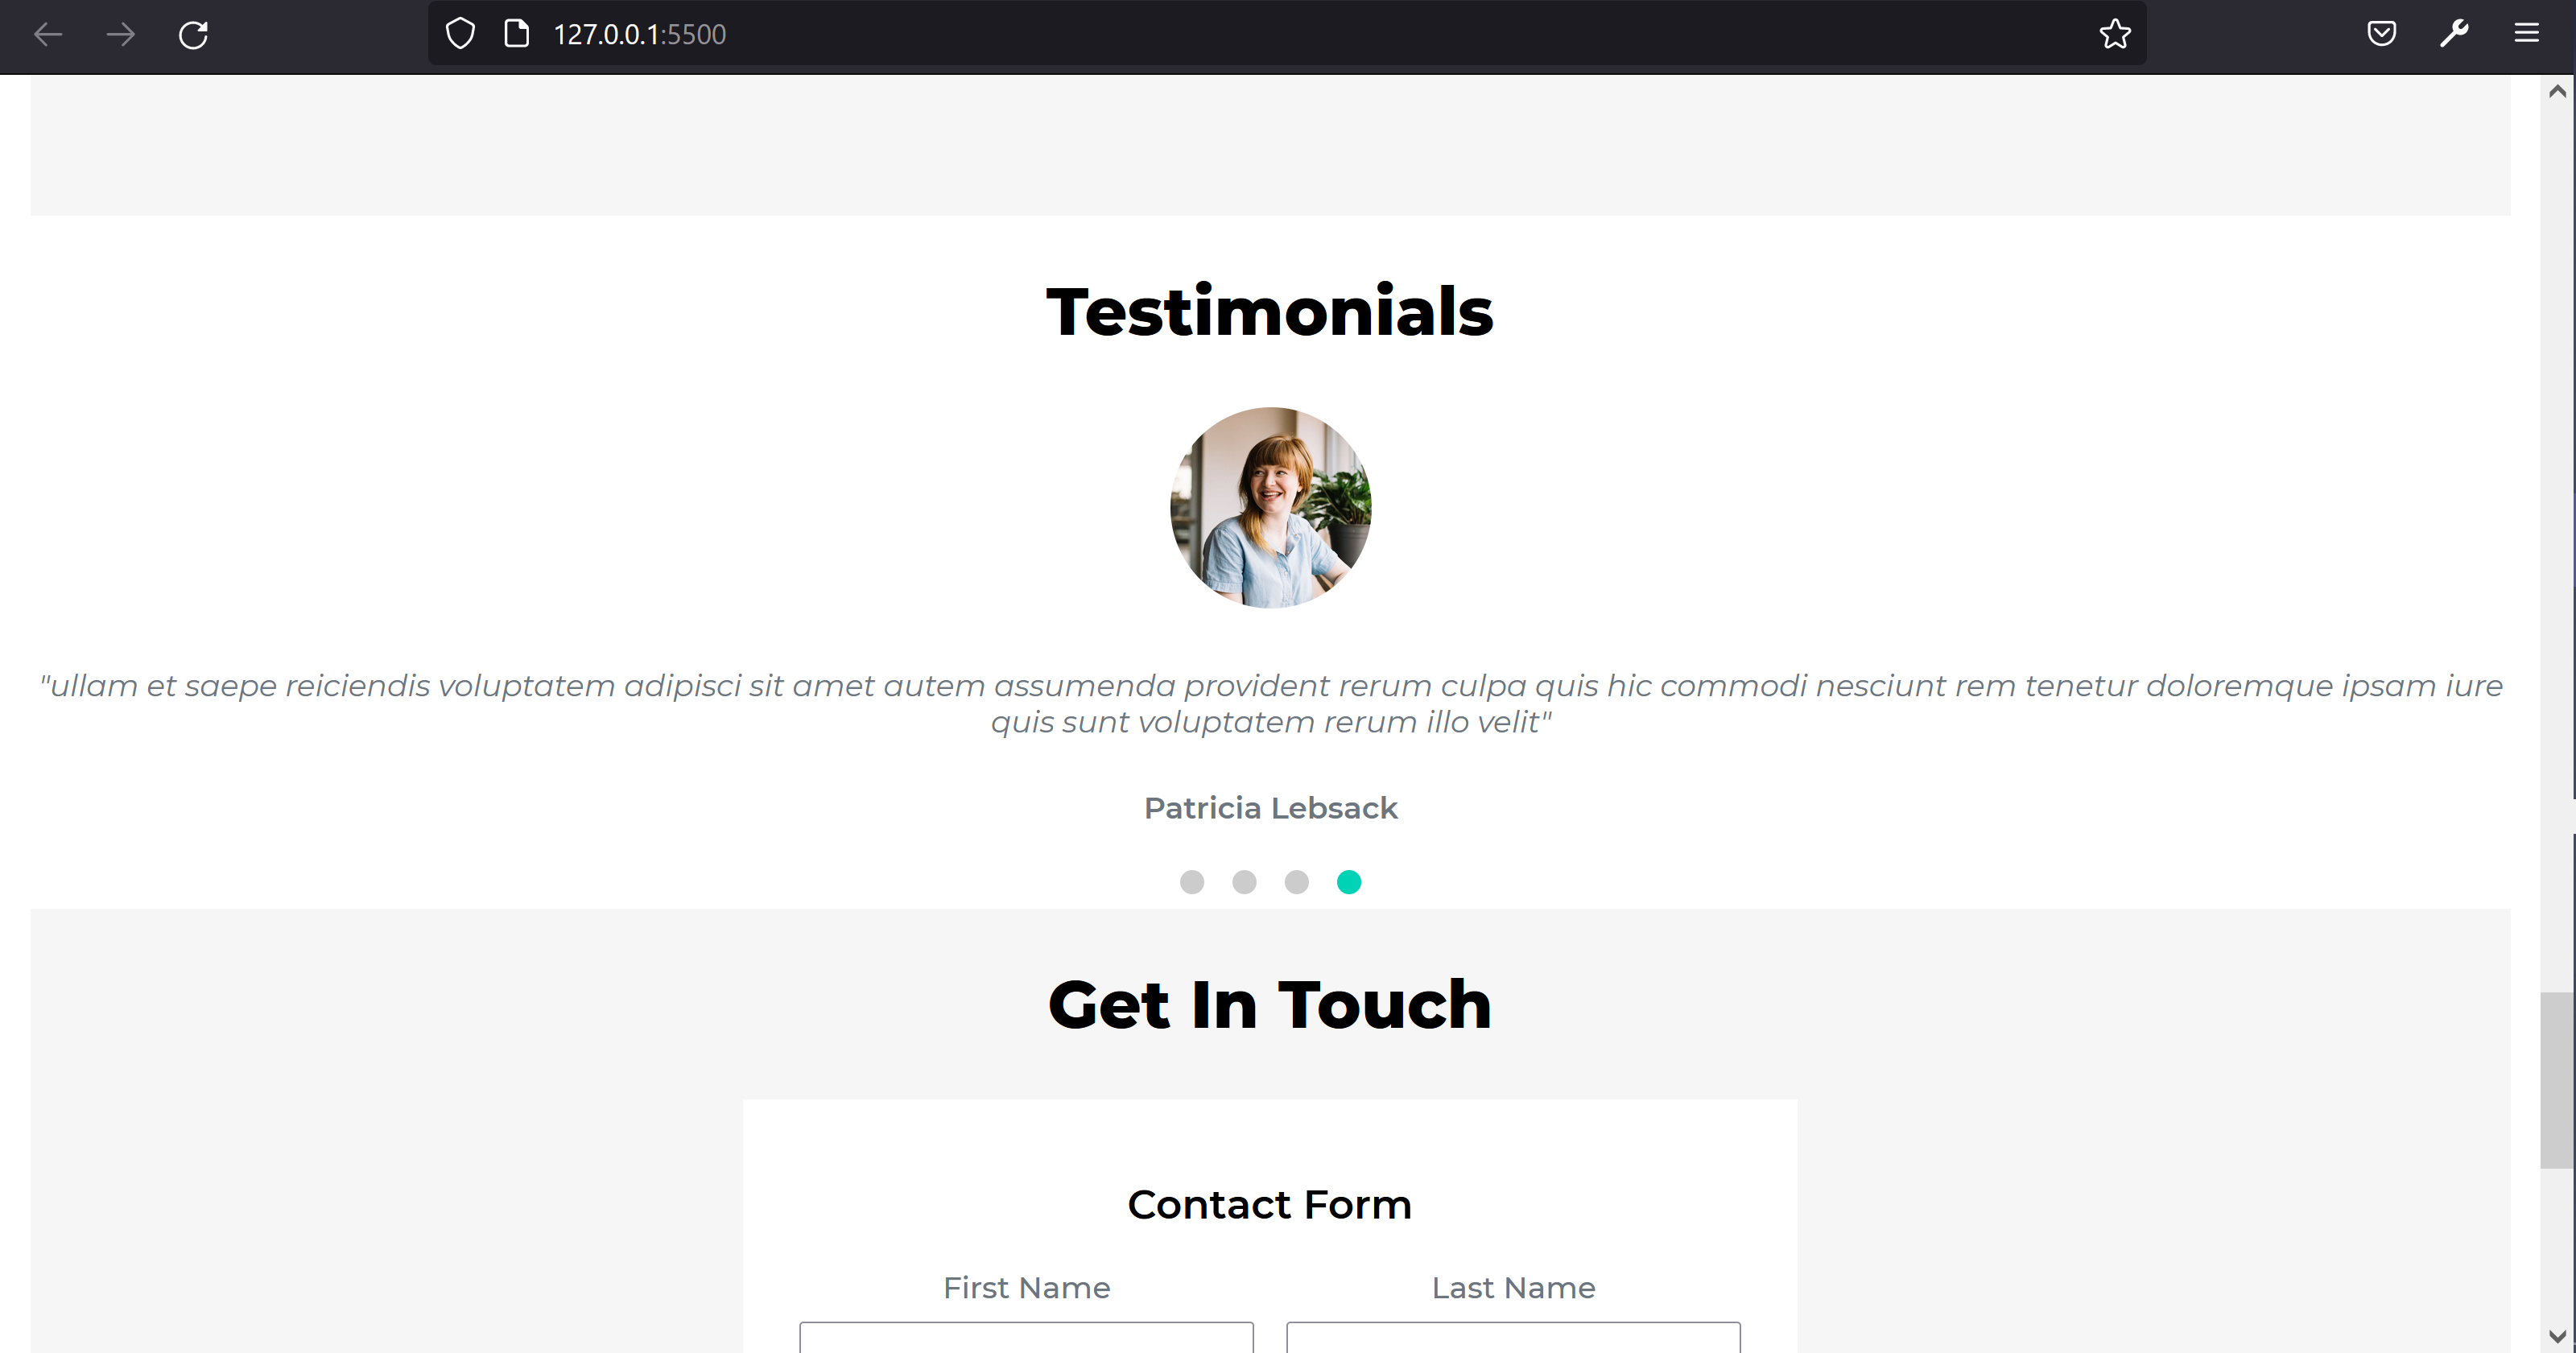 127.0.0.1:5500
Testimonials
"ullam et saepe reiciendis voluptatem adipisci sit amet autem assumenda provident rerum culpa quis hic commodi nesciunt rem tenetur doloremque ipsam iure
quis sunt voluptatem rerum illo velit"
Patricia Lebsack
Get In Touch
Contact Form
First Name Last Name